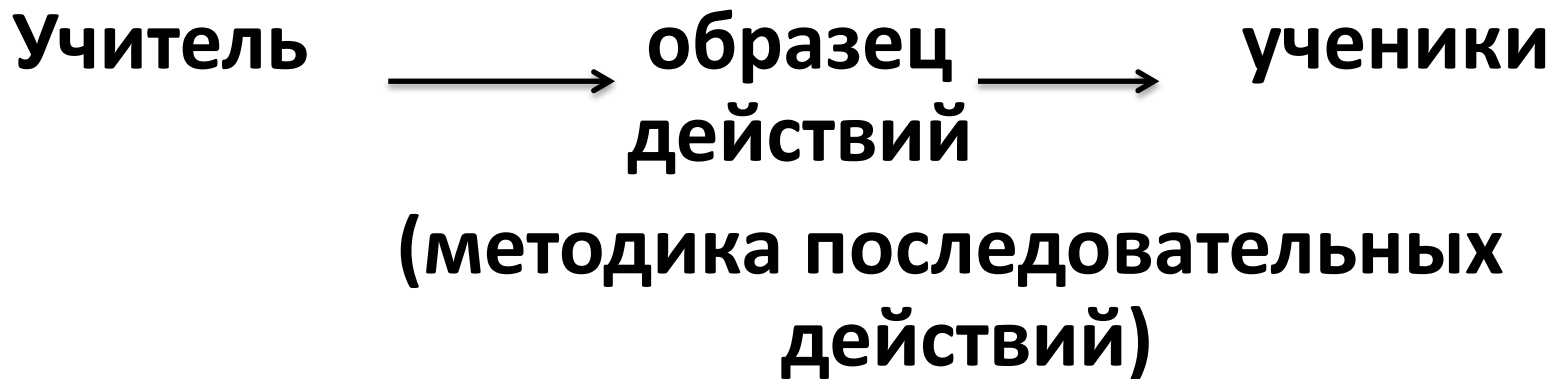 Учитель образец ученики
действий
(методика последовательных
действий)